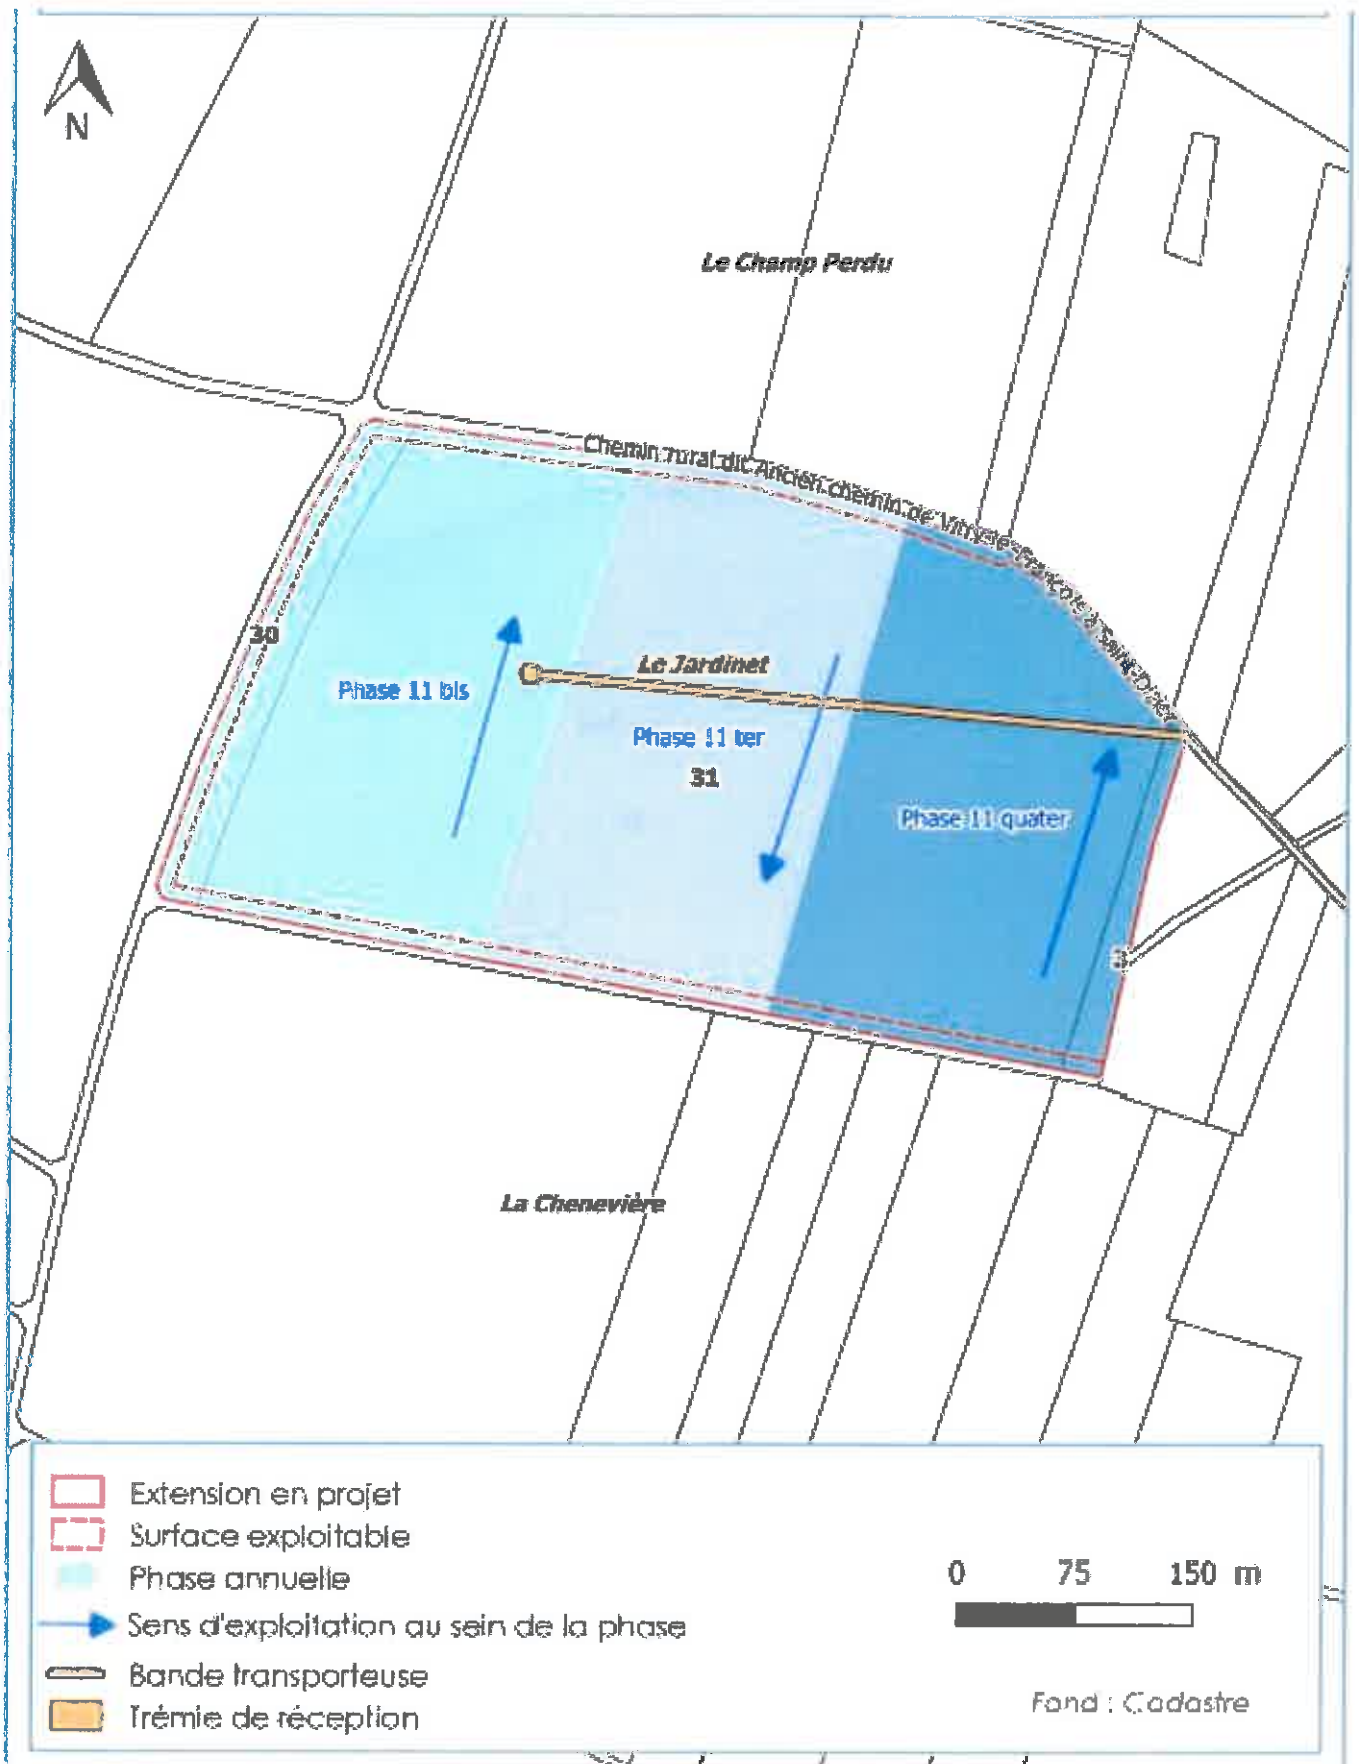 N
Le Champ Perdu
Chemin rural dit Ancien chemin de Vitry-le-François à Saint-Dizier
30
Le Jardinet
Phase 11 bis
Phase 11 ter
31
Phase 11 quater
3
La Chenevière
Extension en projet
Surface exploitable
Phase annuelle
Sens d'exploitation au sein de la phase
Bande transporteuse
Trémie de réception
0 75 150 m
Fond : Cadastre